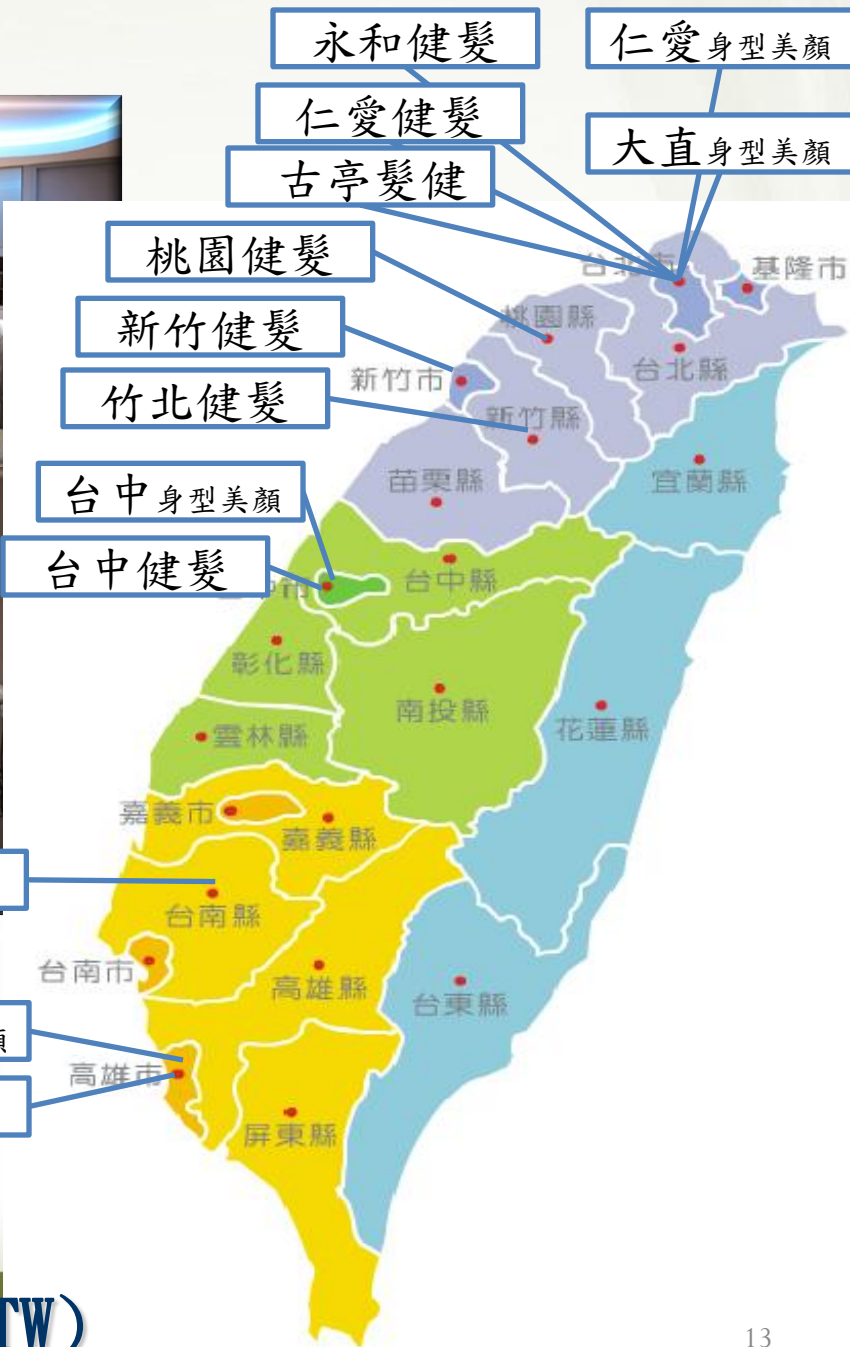 永和健髮
仁愛身型美顏
仁愛健髮
大直身型美顏
古亭髮健
桃園健髮
新竹健髮
竹北健髮
台中身型美顏
台中健髮
基隆市
桃園縣
台北縣
新竹市
新竹縣
苗栗縣
宜蘭縣
台中縣
彰化縣
南投縣
花蓮縣
雲林縣
嘉義市
嘉義縣
台南縣
台南市
高雄縣
台東縣
高雄市
屏東縣
TW)
13